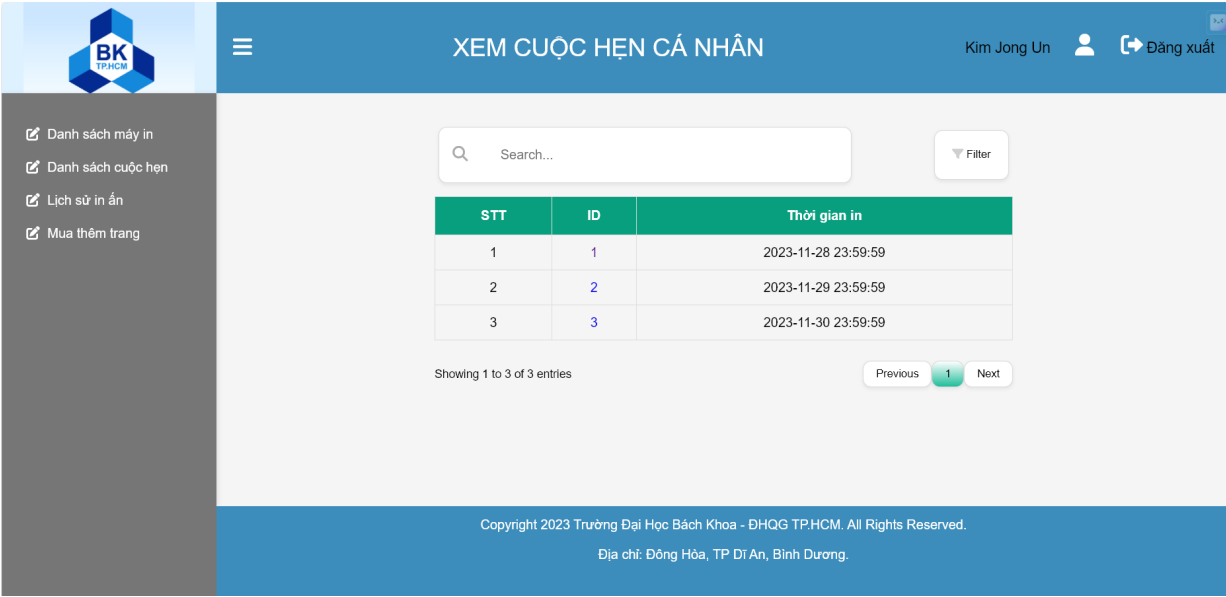 BK
TP.HCM
XEM CUỘC HẸN CÁ NHÂN
Kim Jong Un
Đăng xuất
Danh sách máy in
Danh sách cuộc hẹn
Lịch sử in ấn
Mua thêm trang
Search...
Filter
STT ID Thời gian in
1 1 2023-11-28 23:59:59
2 2 2023-11-29 23:59:59
3 3 2023-11-30 23:59:59
Showing 1 to 3 of 3 entries
Previous 1 Next
Copyright 2023 Trường Đại Học Bách Khoa - ĐHQG TP.HCM. All Rights Reserved.
Địa chỉ: Đông Hòa, TP Dĩ An, Bình Dương.